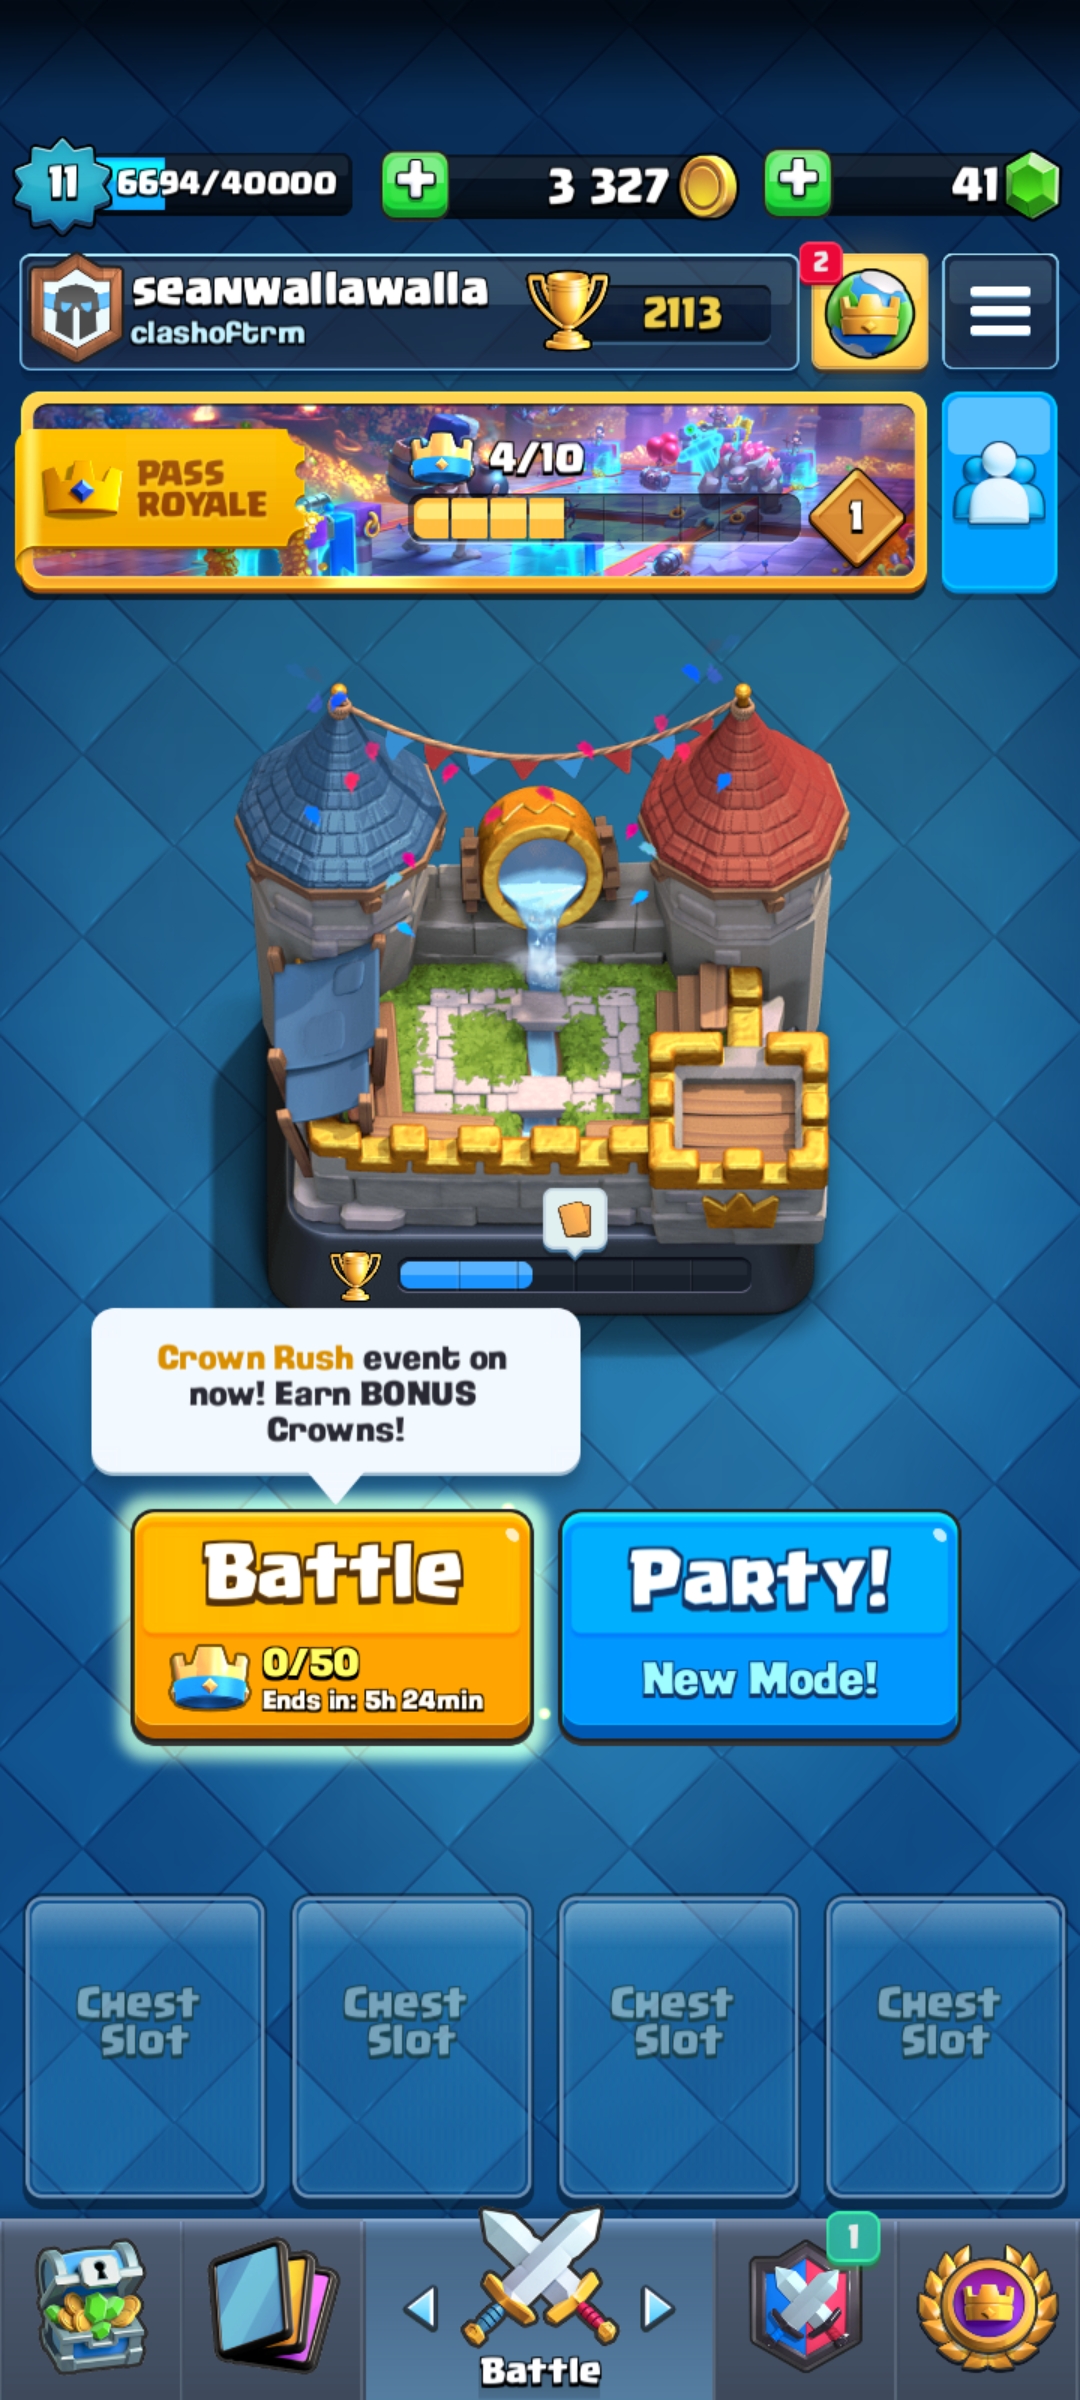 11
6694/40000
3 327
41
seanwallawalla
clashoftrm
2113
2
PASS
ROYALE
4/10
1
Crown Rush event on
now! Earn BONUS
Crowns!
Battle
0/50
Ends in: 5h 24min
Party!
New Mode!
Chest
Slot
Chest
Slot
Chest
Slot
Chest
Slot
1
Battle